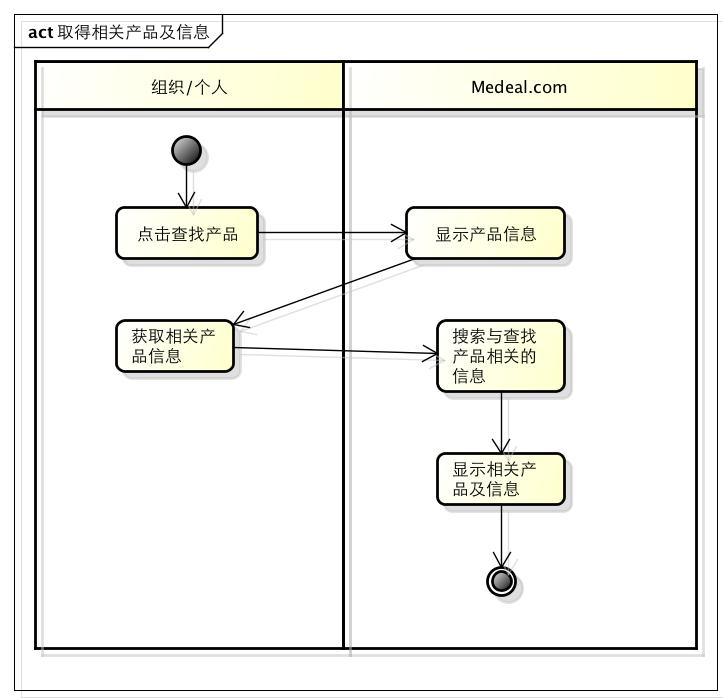 act 取得相关产品及信息
组织/个人
Medeal.com
点击查找产品
显示产品信息
获取相关产
品信息
搜索与查找
产品相关的
信息
显示相关产
品及信息